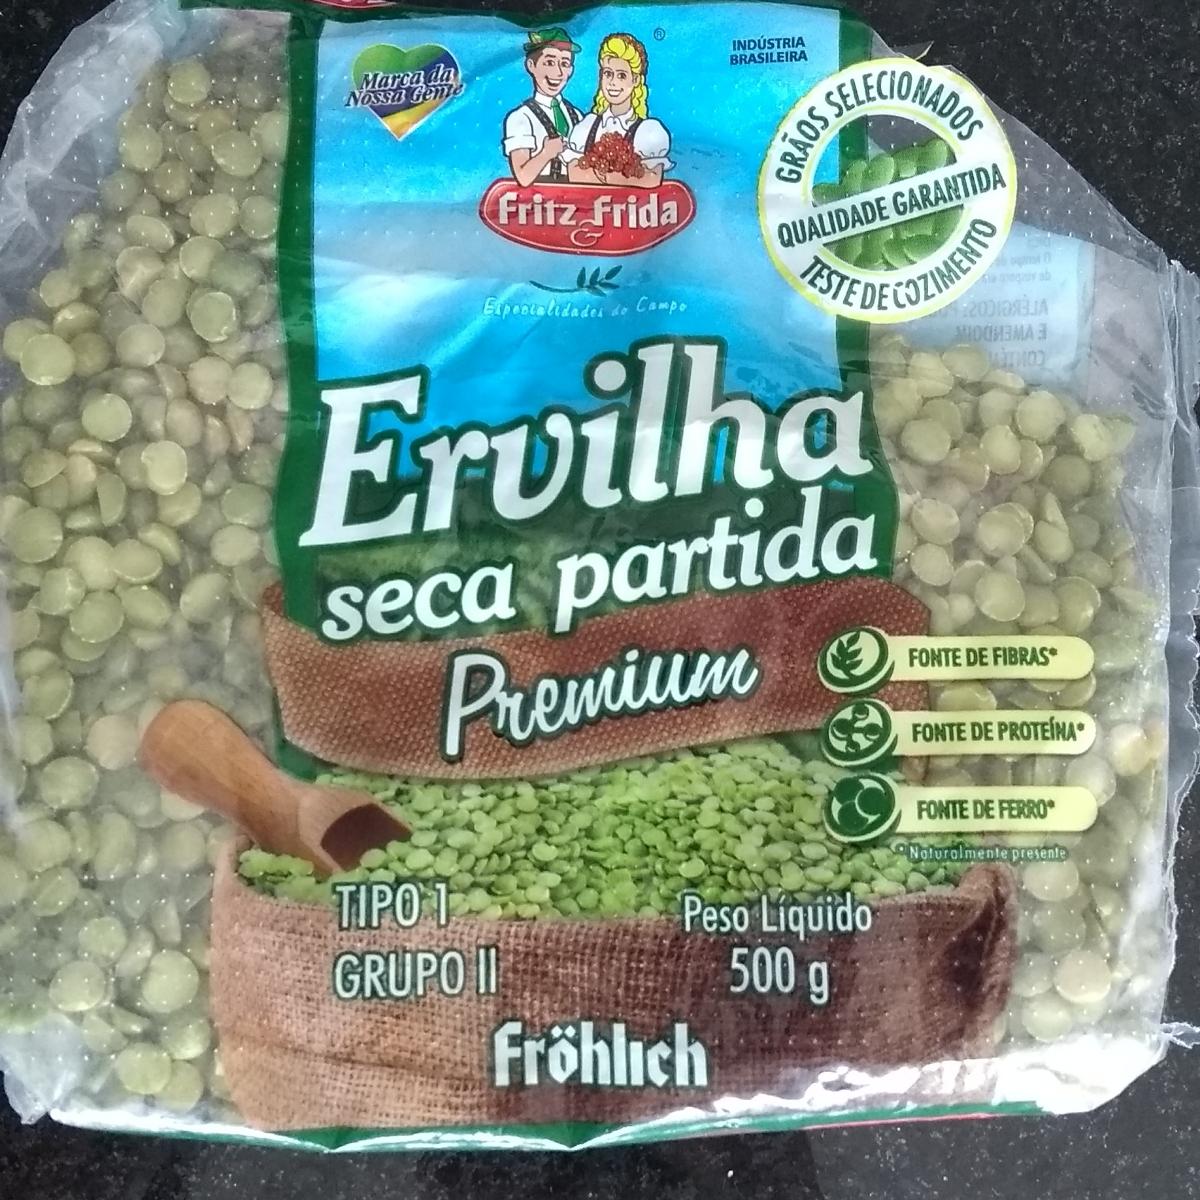 Marca da
Nossa Gente
®
INDÚSTRIA
BRASILEIRA
Fritz & Frida
Especialidades do Campo
GRÃOS SELECIONADOS
QUALIDADE GARANTIDA
TESTE DE COZIMENTO
ALÉRGICOS:
E AMENDOIM
Ervilha
seca partida
Premium
FONTE DE FIBRAS*
FONTE DE PROTEÍNA*
FONTE DE FERRO*
*Naturalmente presente
TIPO 1
GRUPO II
Peso Líquido
500 g
Fröhlich